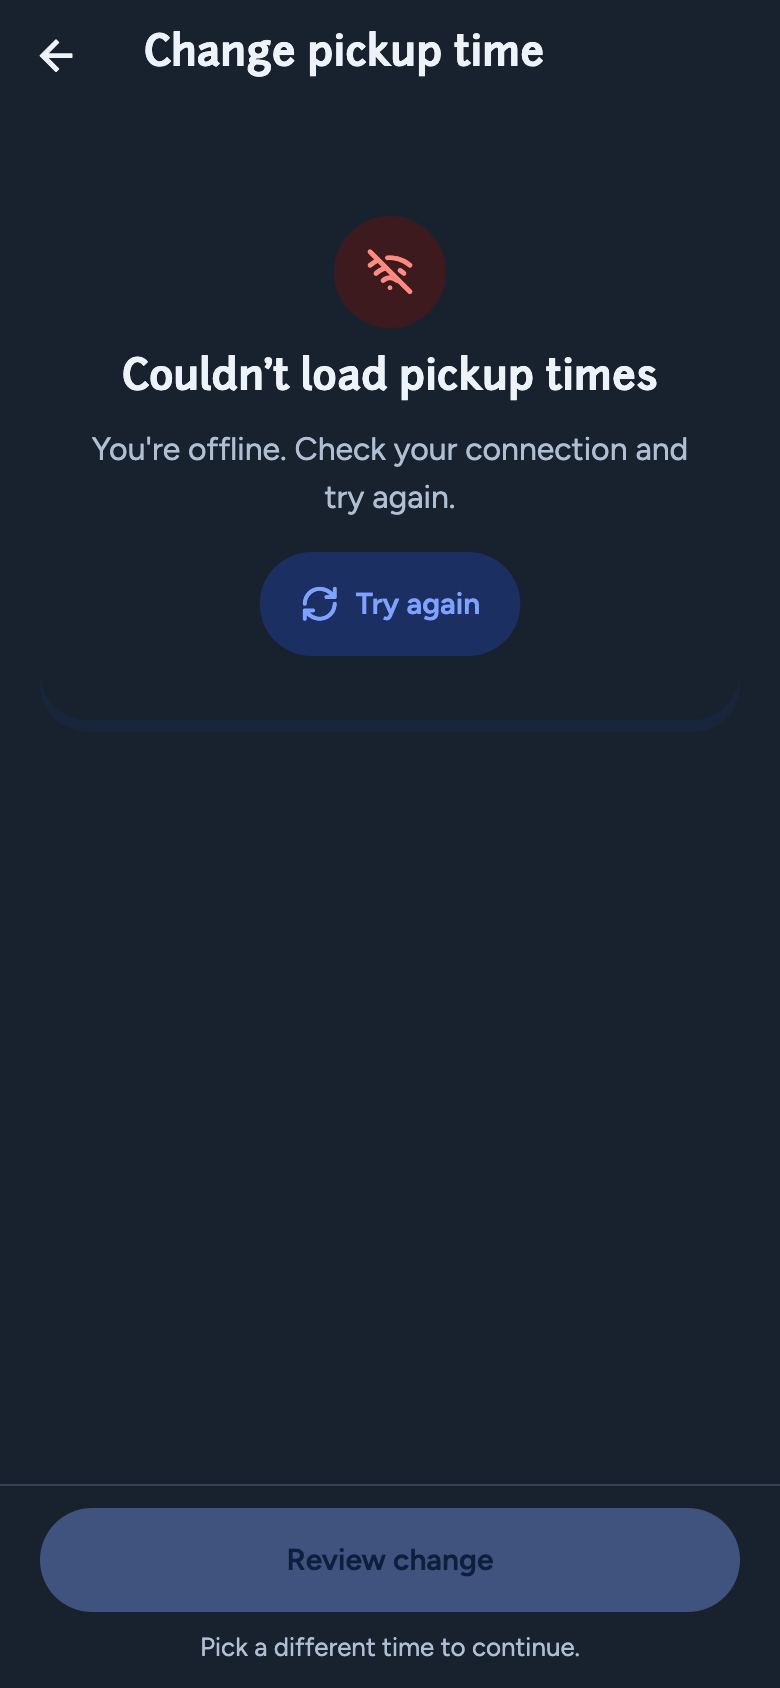 Change pickup time
Couldn’t load pickup times
You're offline. Check your connection and
try again.
Try again
Review change
Pick a different time to continue.